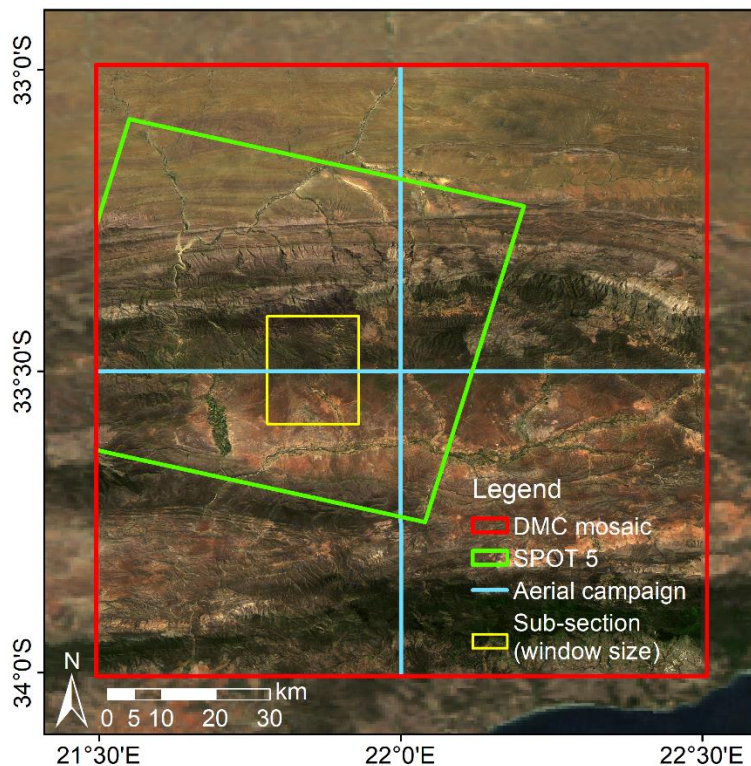 33°0'S
33°30'S
34°0'S
Legend
DMC mosaic
SPOT 5
Aerial campaign
Sub-section
(window size)
N
km
0 5 10 20 30
21°30'E 22°0'E 22°30'E